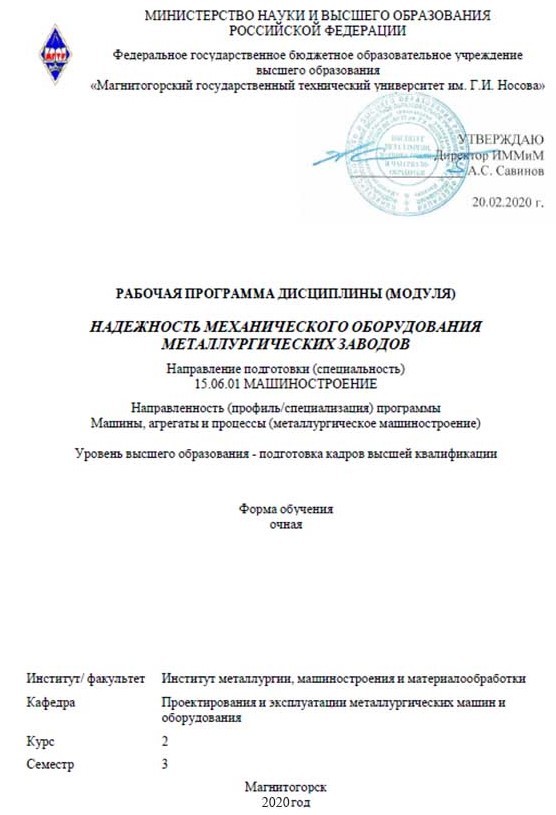 МИНИСТЕРСТВО НАУКИ И ВЫСШЕГО ОБРАЗОВАНИЯ
РОССИЙСКОЙ ФЕДЕРАЦИИ
Федеральное государственное бюджетное образовательное учреждение
высшего образования
«Магнитогорский государственный технический университет им. Г.И. Носова»
УТВЕРЖДАЮ
Директор ИММиМ
А.С. Савинов
20.02.2020 г.
РАБОЧАЯ ПРОГРАММА ДИСЦИПЛИНЫ (МОДУЛЯ)
НАДЕЖНОСТЬ МЕХАНИЧЕСКОГО ОБОРУДОВАНИЯ
МЕТАЛЛУРГИЧЕСКИХ ЗАВОДОВ
Направление подготовки (специальность)
15.06.01 МАШИНОСТРОЕНИЕ
Направленность (профиль/специализация) программы
Машины, агрегаты и процессы (металлургическое машиностроение)
Уровень высшего образования - подготовка кадров высшей квалификации
Форма обучения
очная
Институт/ факультет Институт металлургии, машиностроения и материалообработки
Кафедра Проектирования и эксплуатации металлургических машин и
оборудования
Курс 2
Семестр 3
Магнитогорск
2020 год